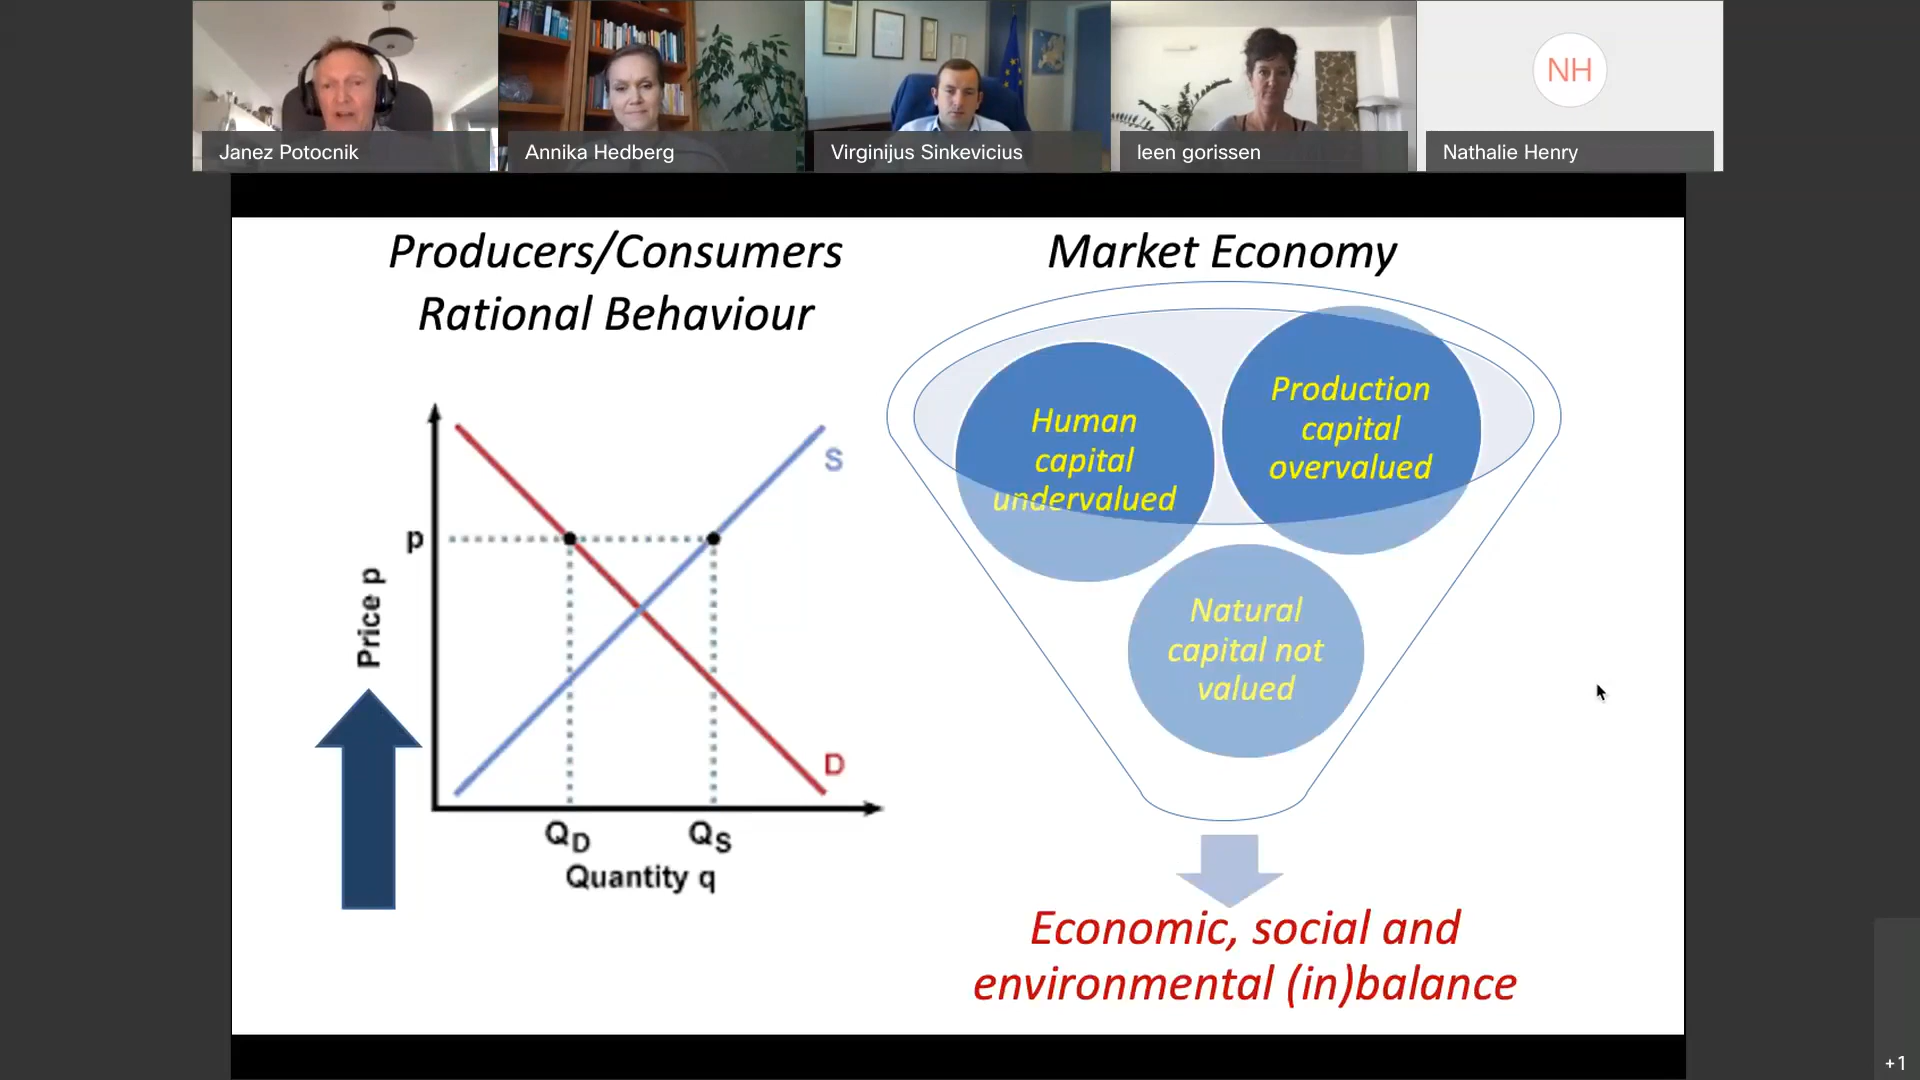 Janez Potocnik
Annika Hedberg
Virginijus Sinkevicius
leen gorissen
NH
Nathalie Henry
Producers/Consumers
Rational Behaviour
Price p
p
S
D
QD
QS
Quantity q
Market Economy
Human
capital
undervalued
Production
capital
overvalued
Natural
capital not
valued
Economic, social and
environmental (in)balance
+1